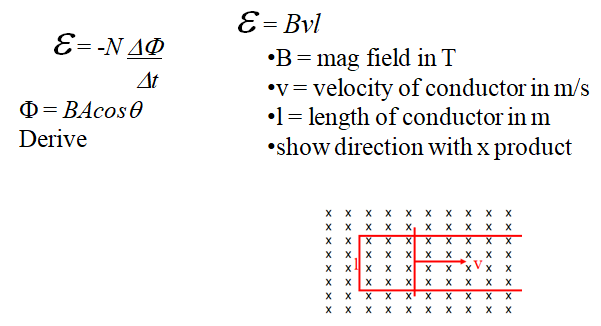 ℰ = -N ΔΦ
Δt
Φ = BAcosθ
Derive
ℰ = Bvl
•B = mag field in T
•v = velocity of conductor in m/s
•l = length of conductor in m
•show direction with x product
x x x x x x x x x x
x x x x x x x x x x
x x x x x x x x x x
x x x x x x x x x x
x x l x x x x x x v x x
x x x x x x x x x x
x x x x x x x x x x
x x x x x x x x x x